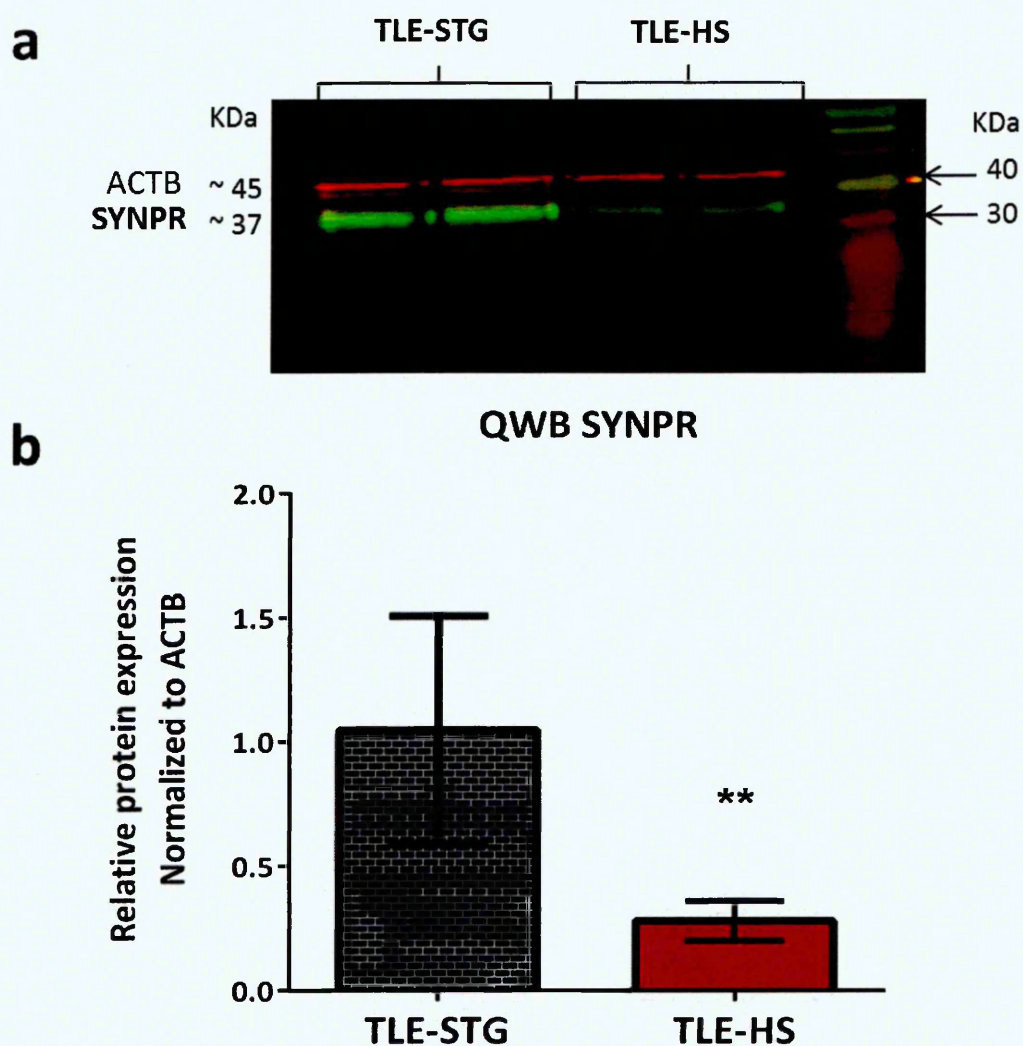 a
TLE-STG TLE-HS
KDa
KDa
ACTB ~ 45
40
SYNPR ~ 37
30
b
QWB SYNPR
2.0
1.5
1.0
0.5
0.0
Relative protein expression
Normalized to ACTB
**
TLE-STG TLE-HS